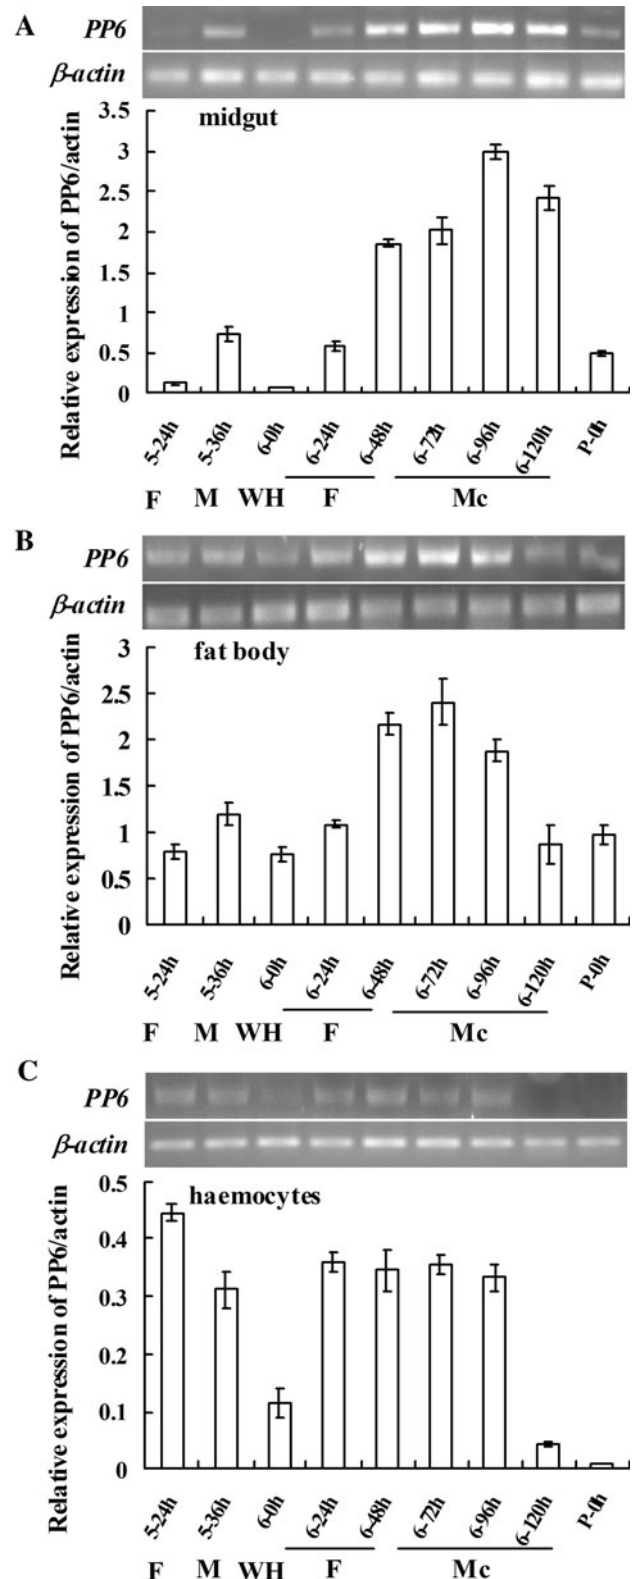 A
PP6
β-actin
midgut
Relative expression of PP6/actin
3.5
3
2.5
2
1.5
1
0.5
0
5-24h 5-36h 6-0h 6-24h 6-48h 6-72h 6-96h 6-120h P-0h
F M WH F Mc
B
PP6
β-actin
fat body
Relative expression of PP6/actin
3
2.5
2
1.5
1
0.5
0
5-24h 5-36h 6-0h 6-24h 6-48h 6-72h 6-96h 6-120h P-0h
F M WH F Mc
C
PP6
β-actin
haemocytes
Relative expression of PP6/actin
0.5
0.4
0.3
0.2
0.1
0
5-24h 5-36h 6-0h 6-24h 6-48h 6-72h 6-96h 6-120h P-0h
F M WH F Mc